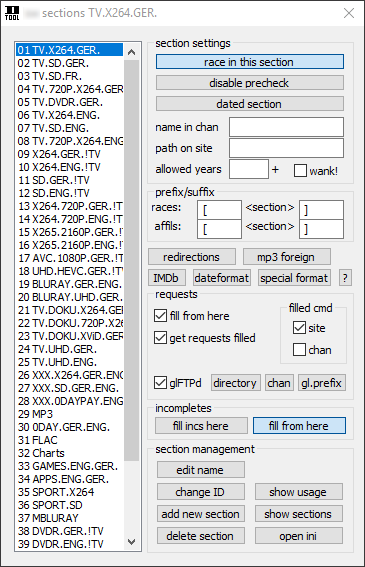 TOOL sections TV.X264.GER.
01 TV.X264.GER.
02 TV.SD.GER.
03 TV.SD.FR.
04 TV.720P.X264.GER
05 TV.DVDR.GER.
06 TV.X264.ENG.
07 TV.SD.ENG.
08 TV.720P.X264.ENG
09 X264.GER.!TV
10 X264.ENG.!TV
11 SD.GER.!TV
12 SD.ENG.!TV
13 X264.720P.GER.!T
14 X264.720P.ENG.!T
15 X265.2160P.GER.!
16 X265.2160P.ENG.!
17 AVC.1080P.GER.!T
18 UHD.HEVC.GER.!T
19 BLURAY.GER.ENG.
20 BLURAY.UHD.GER.
21 TV.DOKU.X264.GE
22 TV.DOKU.720P.X2
23 TV.DOKU.XViD.GE
24 TV.UHD.GER.
25 TV.UHD.ENG.
26 XXX.X264.GER.ENG
27 XXX.SD.GER.ENG.
28 XXX.0DAYPAY.ENG
29 MP3
30 0DAY.GER.ENG.
31 FLAC
32 Charts
33 GAMES.ENG.GER.
34 APPS.ENG.GER.
35 SPORT.X264
36 SPORT.SD
37 MBLURAY
38 DVDR.GER.!TV
39 DVDR.ENG.!TV
section settings
race in this section
disable precheck
dated section
name in chan
path on site
allowed years + wank!
prefix/suffix
races: [ <section> ]
affils: [ <section> ]
redirections mp3 foreign
IMDb dateformat special format ?
requests
filled cmd
fill from here
site
get requests filled
chan
glFTPd directory chan gl.prefix
incompletes
fill incs here fill from here
section management
edit name
change ID show usage
add new section show sections
delete section open ini